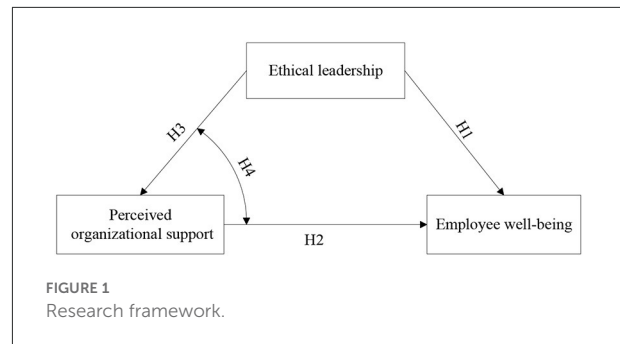 Ethical leadership
H3
H1
H4
Perceived
organizational support
Employee well-being
H2
FIGURE 1
Research framework.